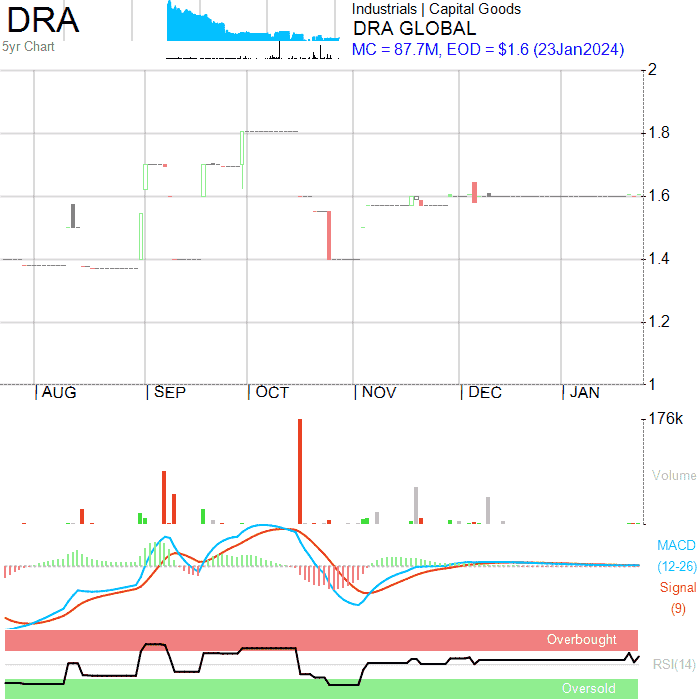 DRA
5yr Chart
Industrials | Capital Goods
DRA GLOBAL
MC = 87.7M, EOD = $1.6 (23Jan2024)
2
1.8
1.6
1.4
1.2
1
AUG SEP OCT NOV DEC JAN
176k
Volume
MACD
(12-26)
Signal
(9)
Overbought
RSI(14)
Oversold